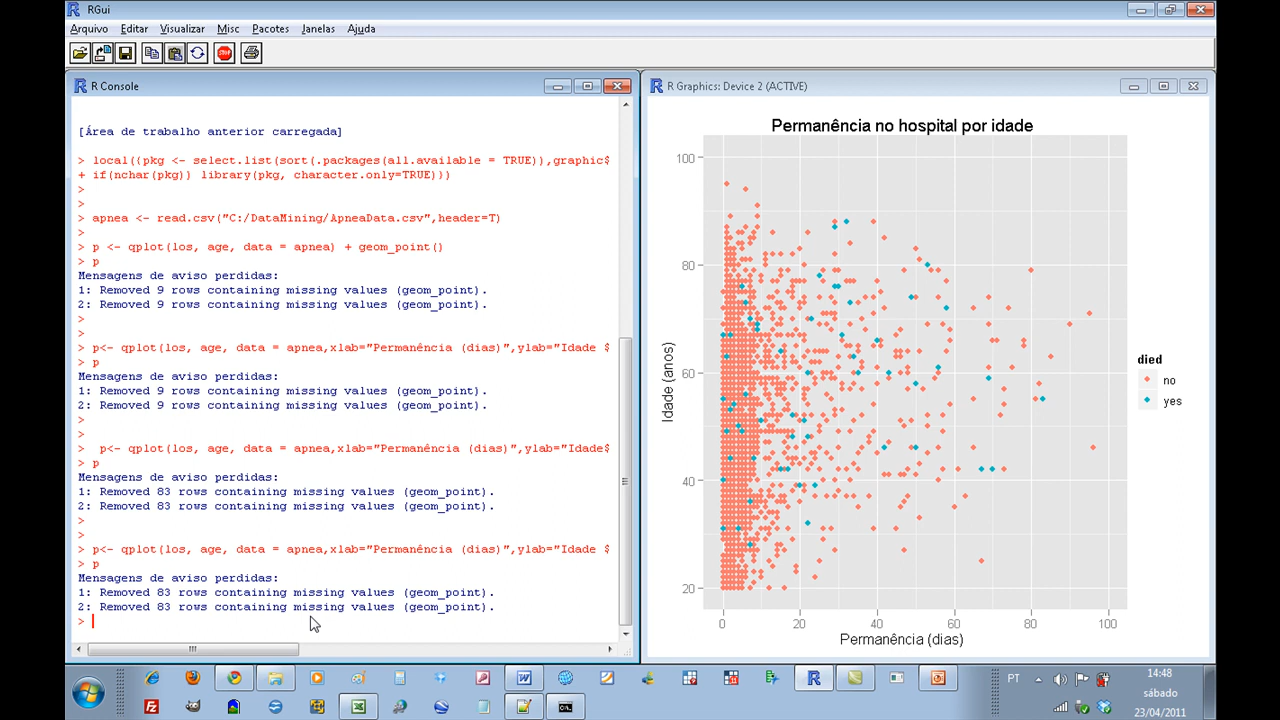 RGui
Arquivo Editar Visualizar Misc Pacotes Janelas Ajuda
STOP
R Console
[Área de trabalho anterior carregada]
> local({pkg <- select.list(sort(.packages(all.available = TRUE)),graphic$
+ if(nchar(pkg)) library(pkg, character.only=TRUE)})
>
>
> apnea <- read.csv("C:/DataMining/ApneaData.csv",header=T)
>
> p <- qplot(los, age, data = apnea) + geom_point()
> p
Mensagens de aviso perdidas:
1: Removed 9 rows containing missing values (geom_point).
2: Removed 9 rows containing missing values (geom_point).
>
>
> p<- qplot(los, age, data = apnea,xlab="Permanência (dias)",ylab="Idade $
> p
Mensagens de aviso perdidas:
1: Removed 9 rows containing missing values (geom_point).
2: Removed 9 rows containing missing values (geom_point).
>
>
>  p<- qplot(los, age, data = apnea,xlab="Permanência (dias)",ylab="Idade$
> p
Mensagens de aviso perdidas:
1: Removed 83 rows containing missing values (geom_point).
2: Removed 83 rows containing missing values (geom_point).
>
>
> p<- qplot(los, age, data = apnea,xlab="Permanência (dias)",ylab="Idade $
> p
Mensagens de aviso perdidas:
1: Removed 83 rows containing missing values (geom_point).
2: Removed 83 rows containing missing values (geom_point).
>
R Graphics: Device 2 (ACTIVE)
Permanência no hospital por idade
100
80
60
40
20
Idade (anos)
0 20 40 60 80 100
Permanência (dias)
died
no
yes
PT
14:48
sábado
23/04/2011